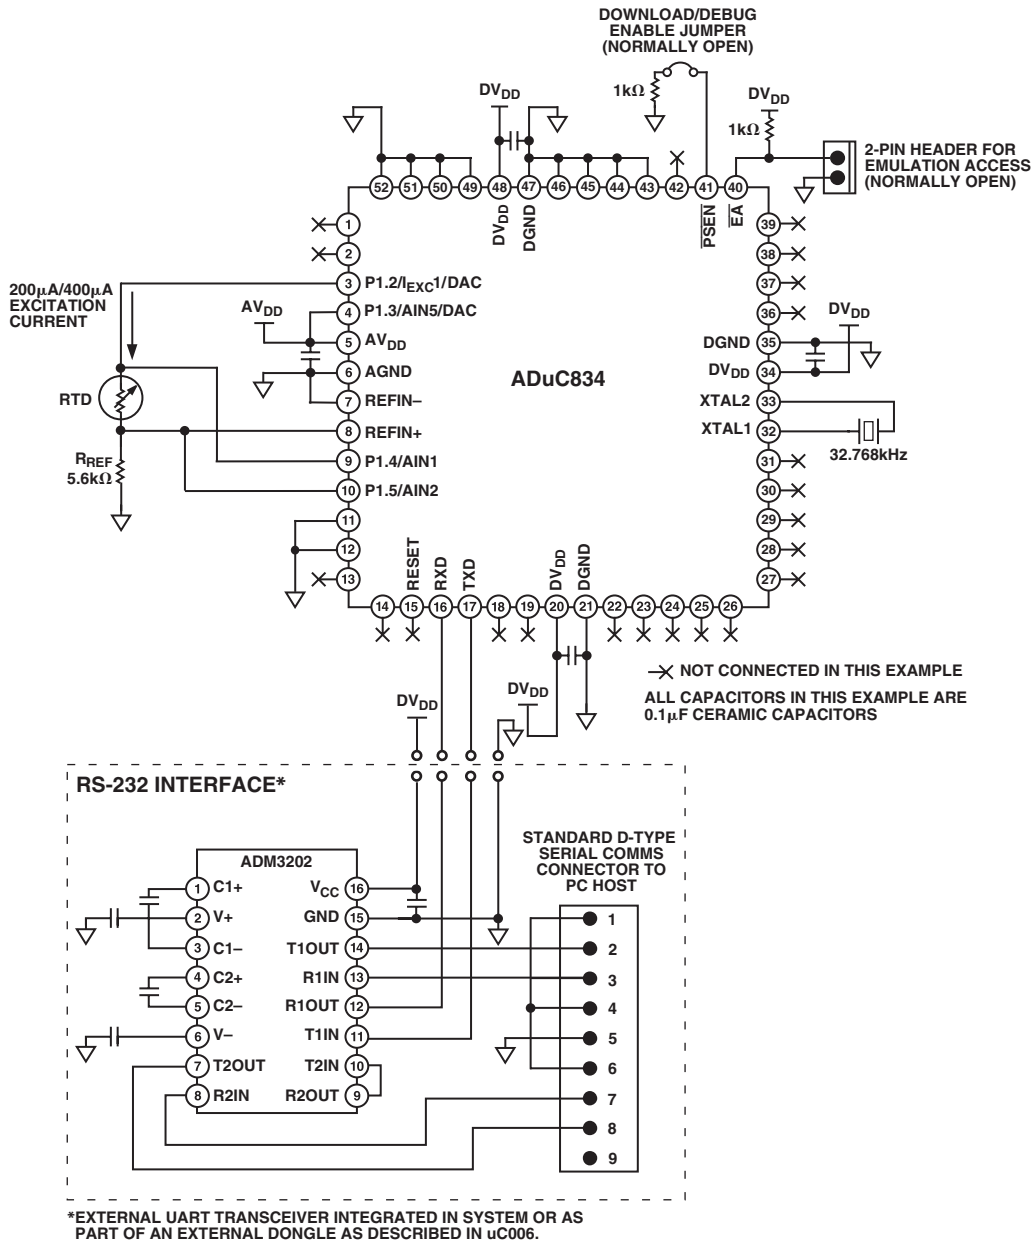 DOWNLOAD/DEBUG
ENABLE JUMPER
(NORMALLY OPEN)
DVDD
1kΩ
DVDD
1kΩ
2-PIN HEADER FOR
EMULATION ACCESS
(NORMALLY OPEN)
52 51 50 49 48 47 46 45 44 43 42 41 40
DVDD
DGND
PSEN
EA
1
2
3 P1.2/IEXC1/DAC
4 P1.3/AIN5/DAC
5 AVDD
6 AGND
7 REFIN–
8 REFIN+
9 P1.4/AIN1
10 P1.5/AIN2
11
12
13
200μA/400μA
EXCITATION
CURRENT
AVDD
RTD
RREF
5.6kΩ
ADuC834
39
38
37
36
DGND 35
DVDD 34
XTAL2 33
XTAL1 32
31
30
29
28
27
DVDD
32.768kHz
RESET
RXD
TXD
DVDD
DGND
14 15 16 17 18 19 20 21 22 23 24 25 26
NOT CONNECTED IN THIS EXAMPLE
ALL CAPACITORS IN THIS EXAMPLE ARE
0.1μF CERAMIC CAPACITORS
DVDD
DVDD
RS-232 INTERFACE*
ADM3202
1 C1+
2 V+
3 C1–
4 C2+
5 C2–
6 V–
7 T2OUT
8 R2IN
VCC 16
GND 15
T1OUT 14
R1IN 13
R1OUT 12
T1IN 11
T2IN 10
R2OUT 9
STANDARD D-TYPE
SERIAL COMMS
CONNECTOR TO
PC HOST
1
2
3
4
5
6
7
8
9
*EXTERNAL UART TRANSCEIVER INTEGRATED IN SYSTEM OR AS
PART OF AN EXTERNAL DONGLE AS DESCRIBED IN uC006.